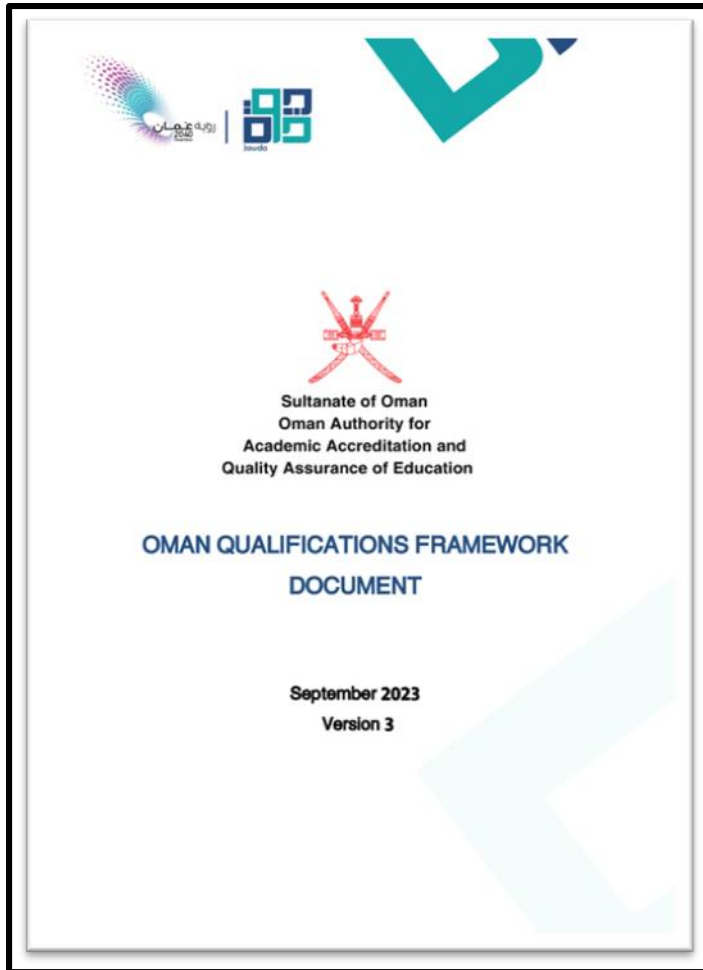 رؤية عُمان
2040
Jawda
Sultanate of Oman
Oman Authority for
Academic Accreditation and
Quality Assurance of Education
OMAN QUALIFICATIONS FRAMEWORK
DOCUMENT
September 2023
Version 3